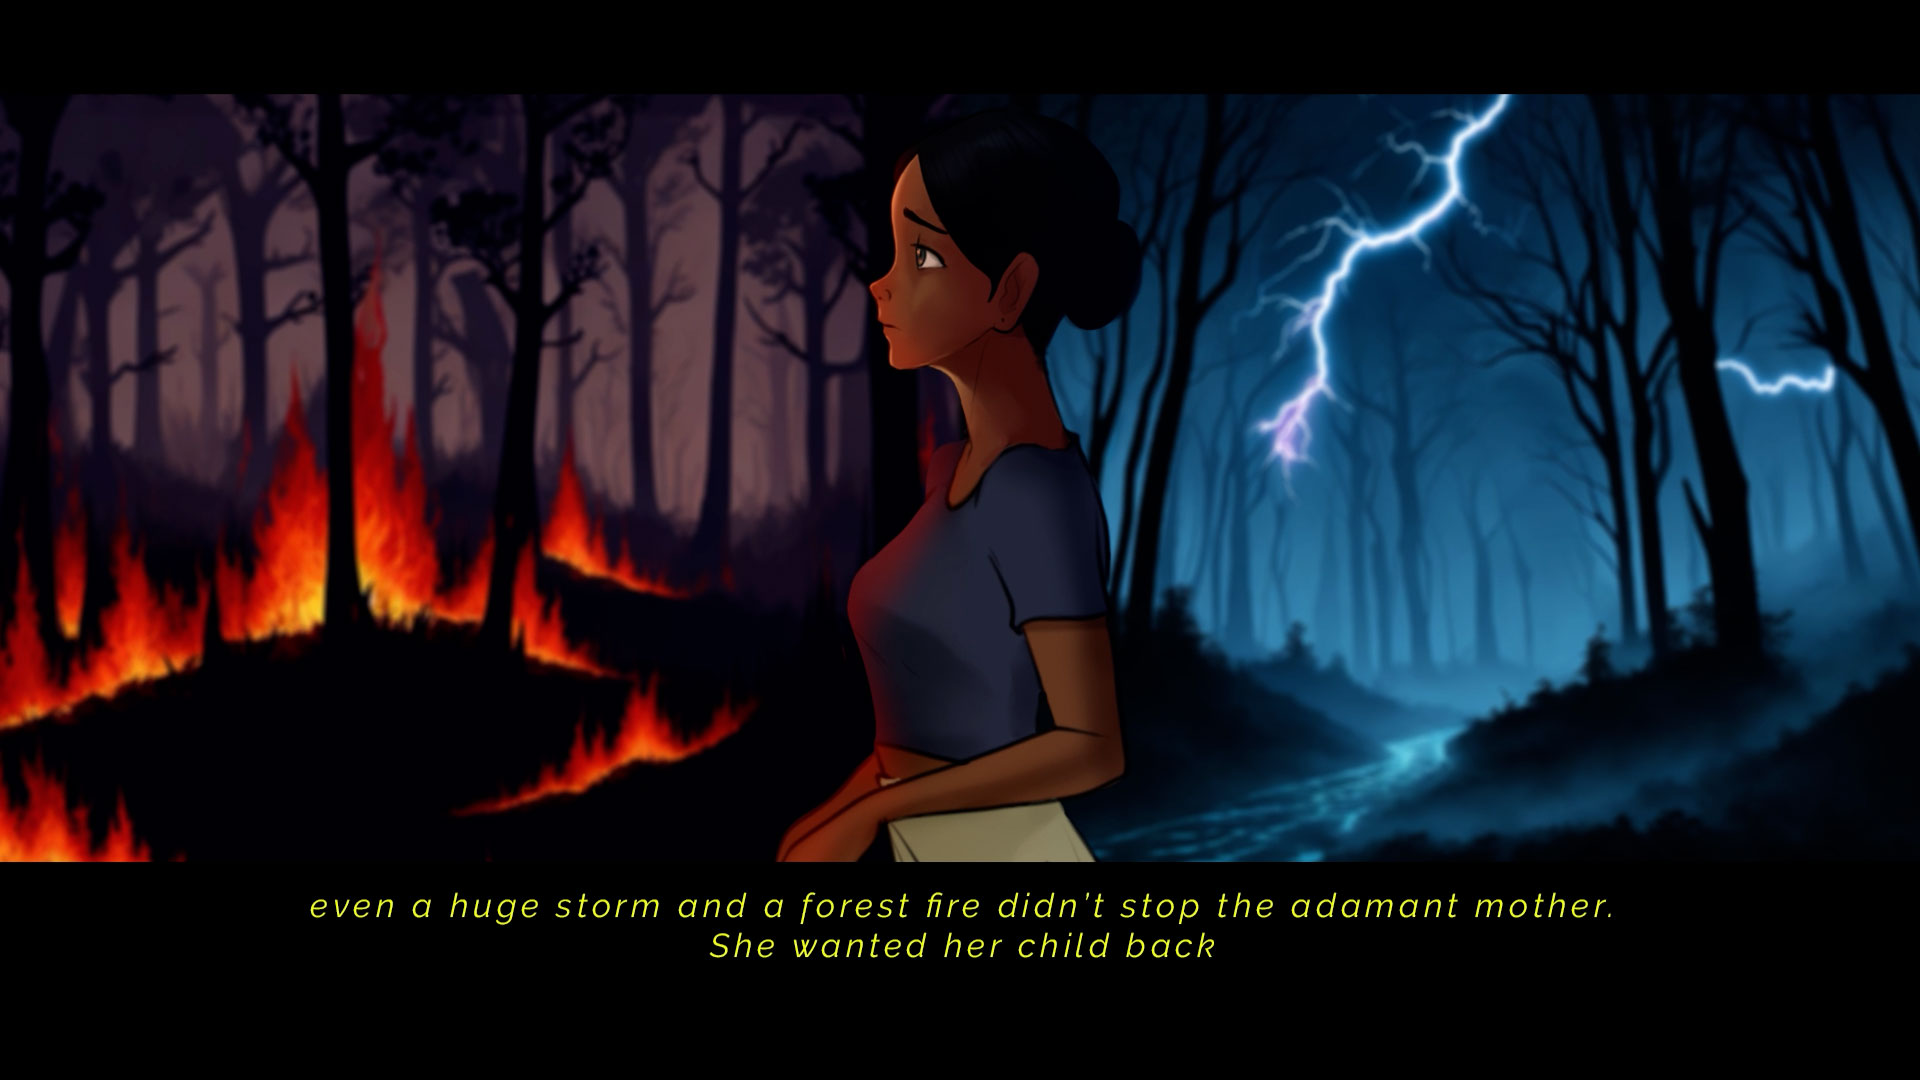 even a huge storm and a forest fire didn't stop the adamant mother.
She wanted her child back